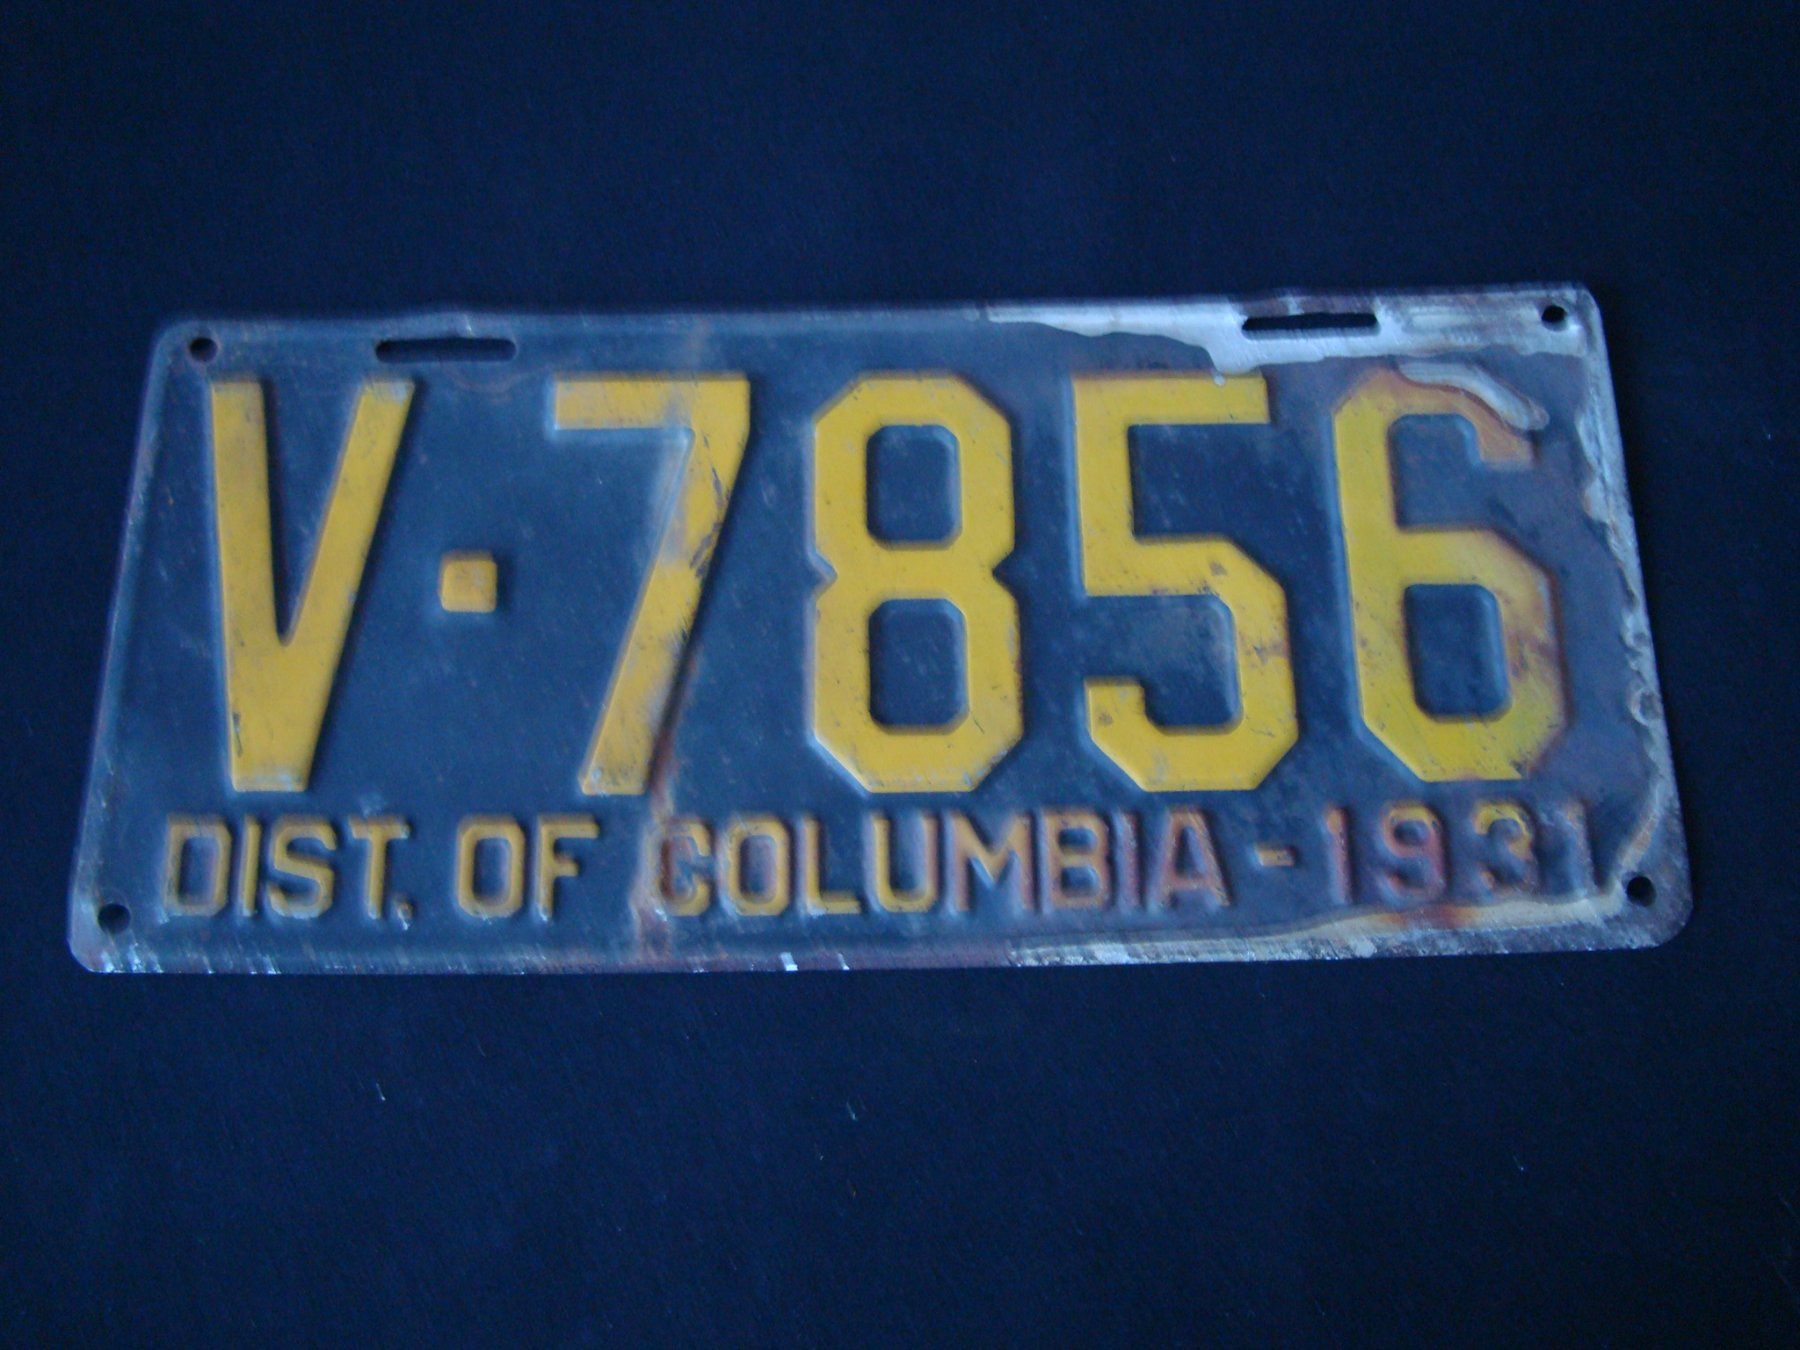 V·7856
DIST. OF COLUMBIA-1931